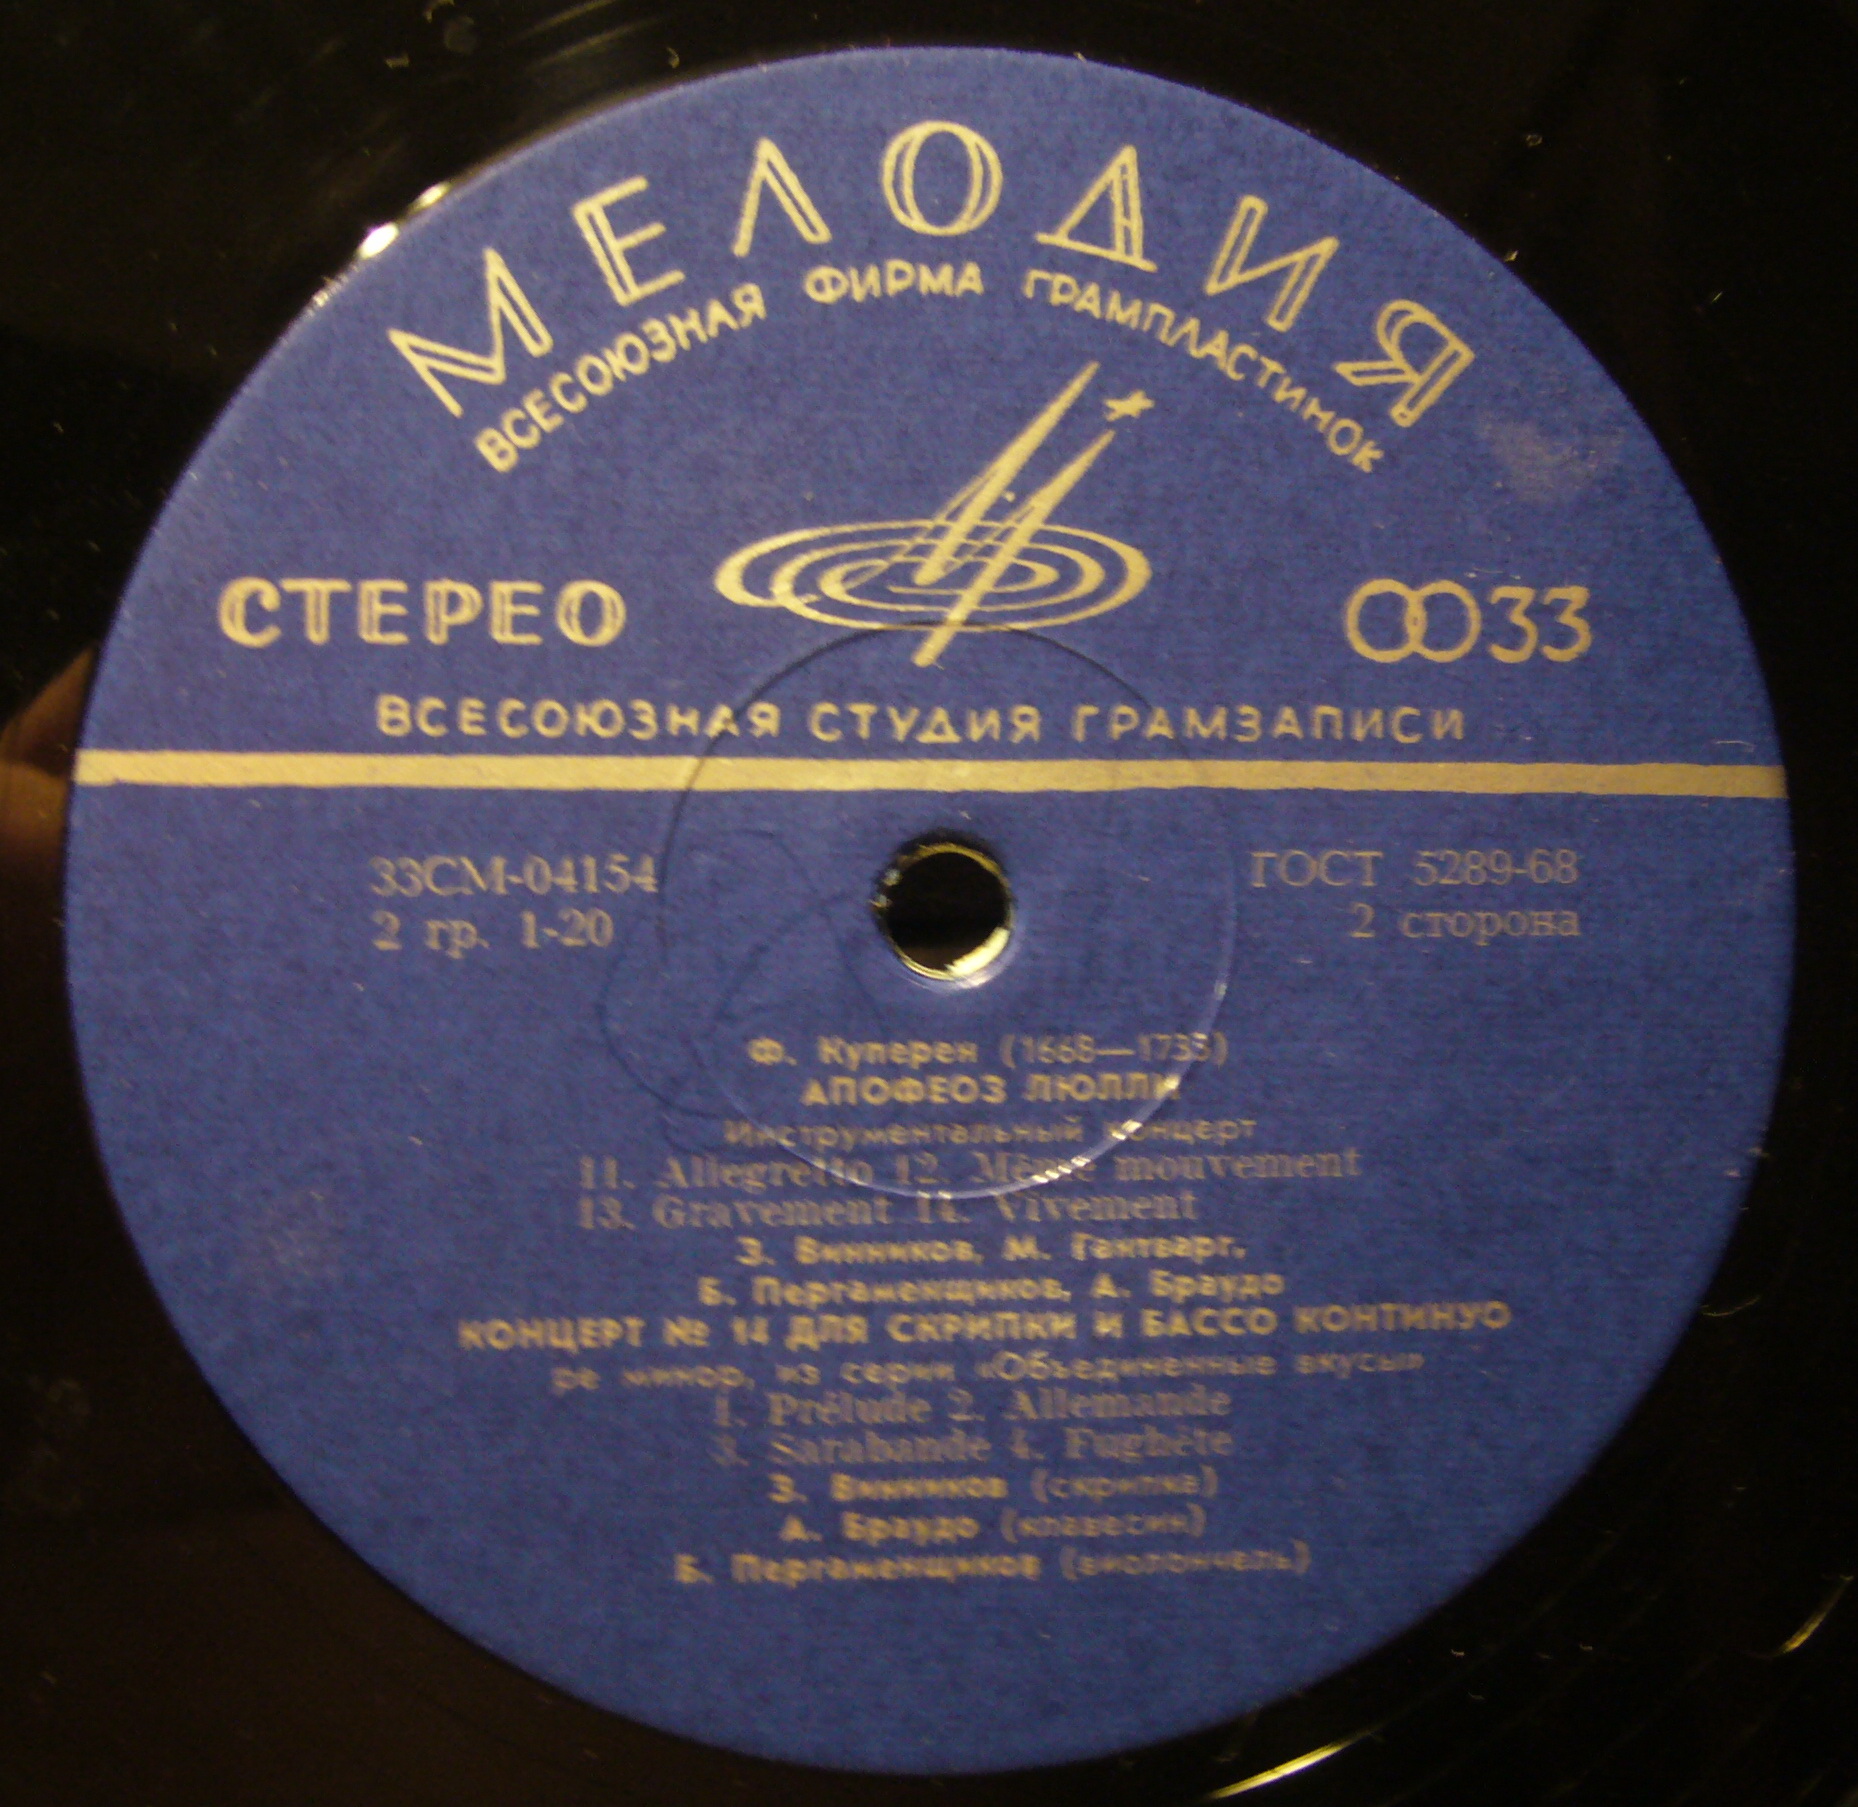 МЕЛОДИЯ
ВСЕСОЮЗНАЯ ФИРМА ГРАМПЛАСТИНОК
СТЕРЕО
33
ВСЕСОЮЗНАЯ СТУДИЯ ГРАМЗАПИСИ
33СМ-04154
ГОСТ 5289-68
2 гр. 1-20
2 сторона
Ф. Куперен (1668—1733)
АПОФЕОЗ ЛЮЛЛИ
Инструментальный концерт
11. Allegretto 12. Même mouvement
13. Gravement 14. Vivement
З. Винников, М. Гантварг,
Б. Пергаменщиков, А. Браудо
КОНЦЕРТ № 14 ДЛЯ СКРИПКИ И БАССО КОНТИНУО
ре минор, из серии «Объединенные вкусы»
1. Prélude 2. Allemande
3. Sarabande 4. Fughète
З. Винников (скрипка)
А. Браудо (клавесин)
Б. Пергаменщиков (виолончель)